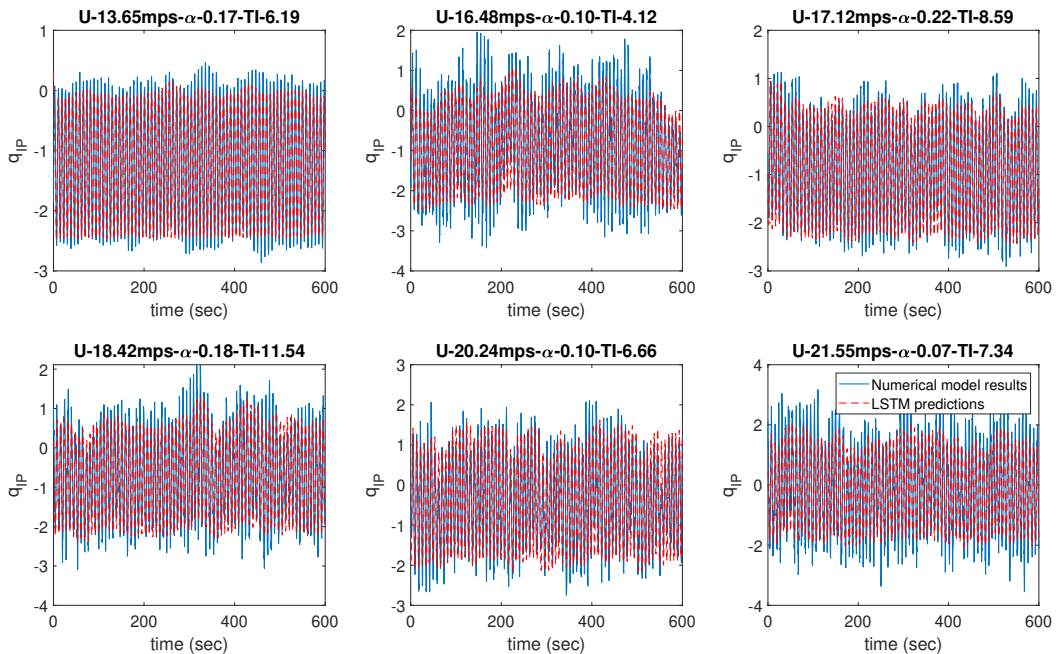 U-13.65mps-α-0.17-TI-6.19
1
0
-1
-2
-3
q_IP
0 200 400 600
time (sec)
U-16.48mps-α-0.10-TI-4.12
2
1
0
-1
-2
-3
-4
q_IP
0 200 400 600
time (sec)
U-17.12mps-α-0.22-TI-8.59
2
1
0
-1
-2
-3
q_IP
0 200 400 600
time (sec)
U-18.42mps-α-0.18-TI-11.54
2
1
0
-1
-2
-3
-4
q_IP
0 200 400 600
time (sec)
U-20.24mps-α-0.10-TI-6.66
3
2
1
0
-1
-2
-3
q_IP
0 200 400 600
time (sec)
U-21.55mps-α-0.07-TI-7.34
Numerical model results
LSTM predictions
4
2
0
-2
-4
q_IP
0 200 400 600
time (sec)